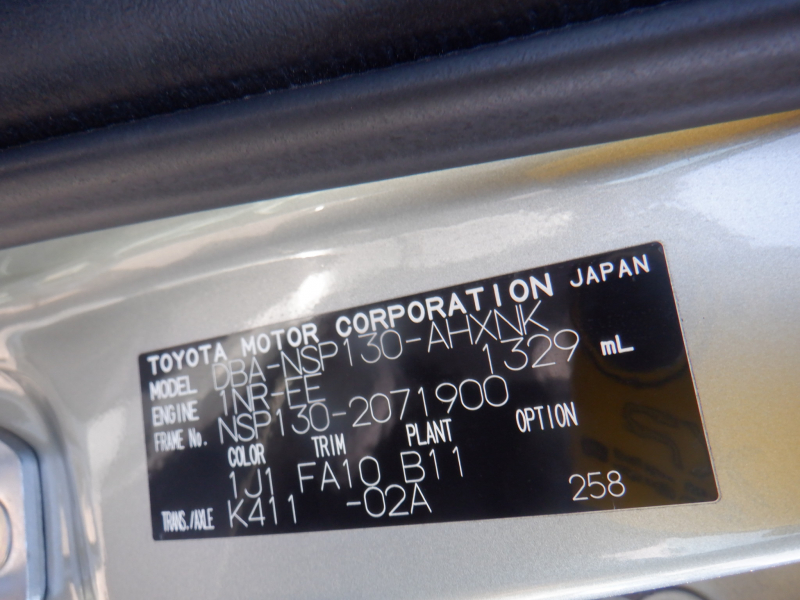 TOYOTA MOTOR CORPORATION JAPAN
MODEL DBA-NSP130-AHXNK
ENGINE 1NR-FE 1329 mL
FRAME No. NSP130-2071900
COLOR TRIM PLANT OPTION
1J1 FA10 B11
TRANS./AXLE K411 -02A 258